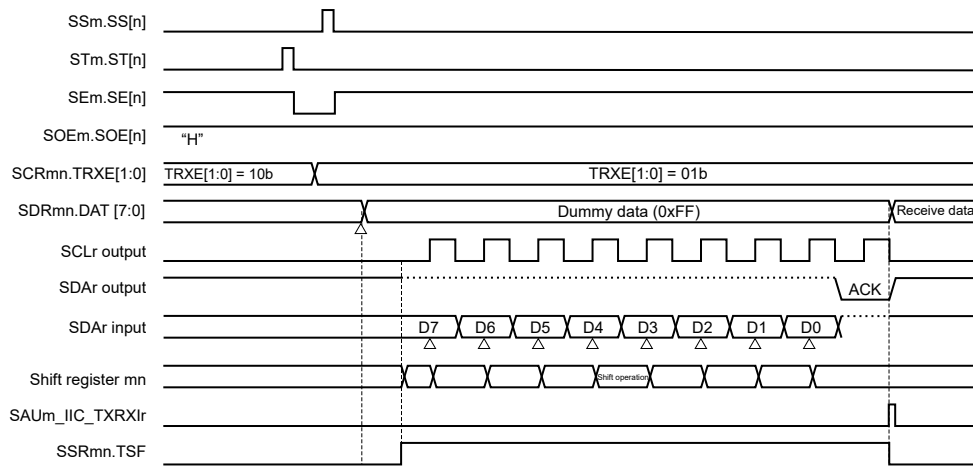 SSm.SS[n]
STm.ST[n]
SEm.SE[n]
SOEm.SOE[n] “H”
SCRmn.TRXE[1:0] TRXE[1:0] = 10b TRXE[1:0] = 01b
SDRmn.DAT [7:0] Dummy data (0xFF) Receive data
SCLr output
SDAr output ACK
SDAr input D7 D6 D5 D4 D3 D2 D1 D0
Shift register mn Shift operation
SAUm_IIC_TXRXIr
SSRmn.TSF